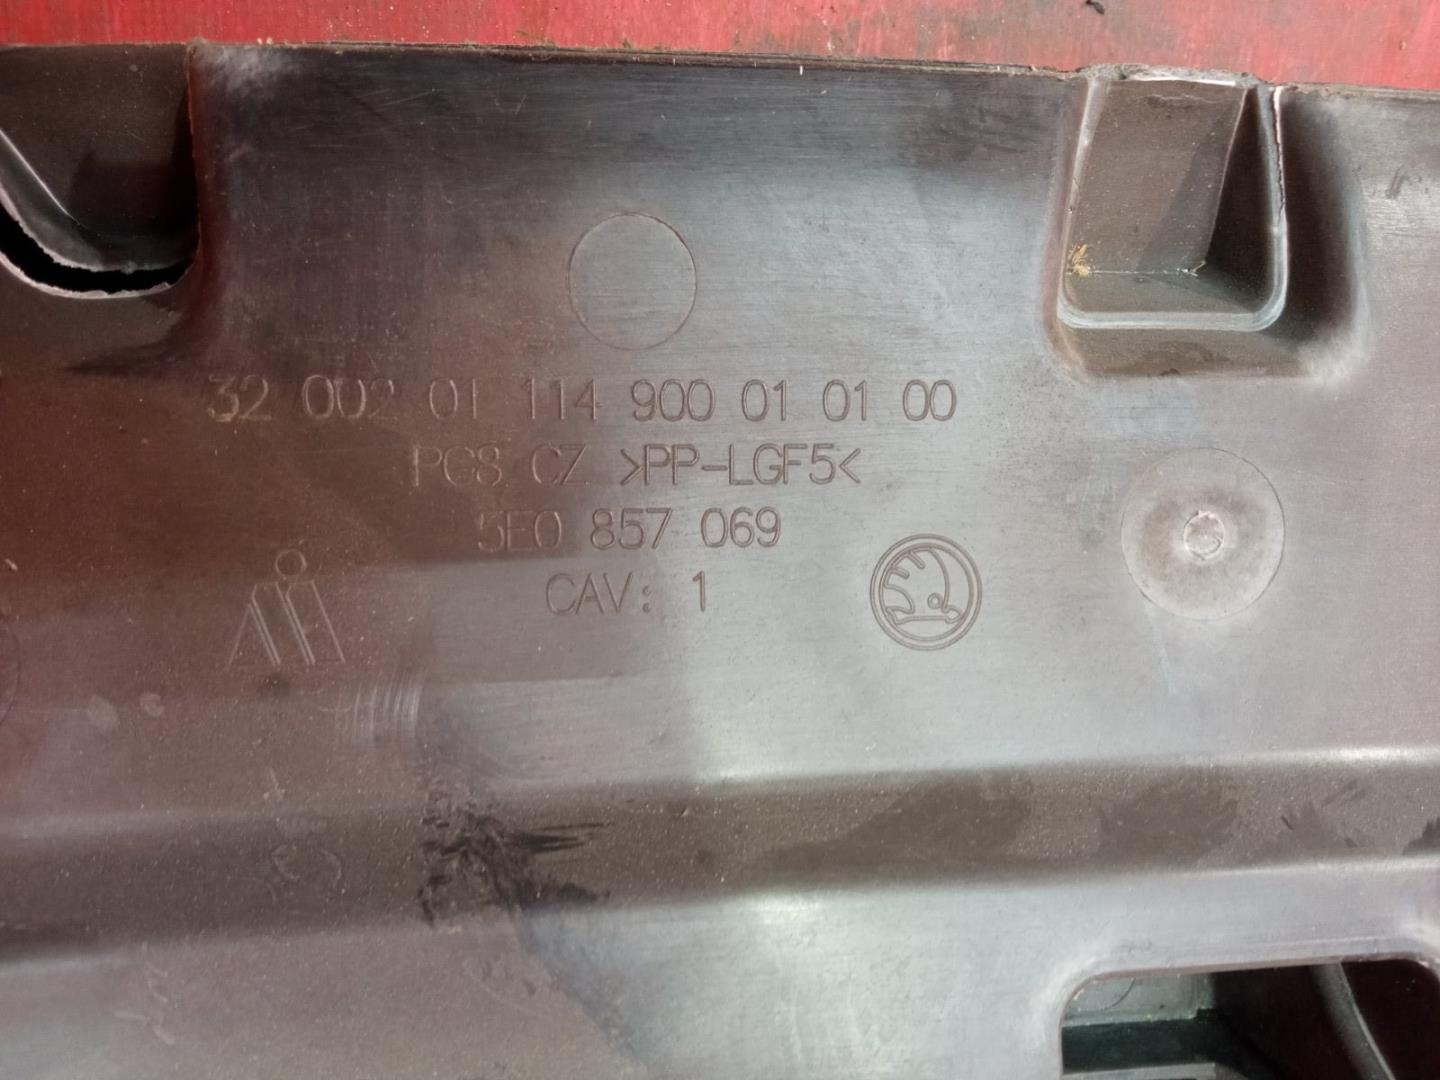 32 002 01 114 900 01 01 00
PG8 CZ >PP-LGF5<
5E0 857 069
CAV: 1